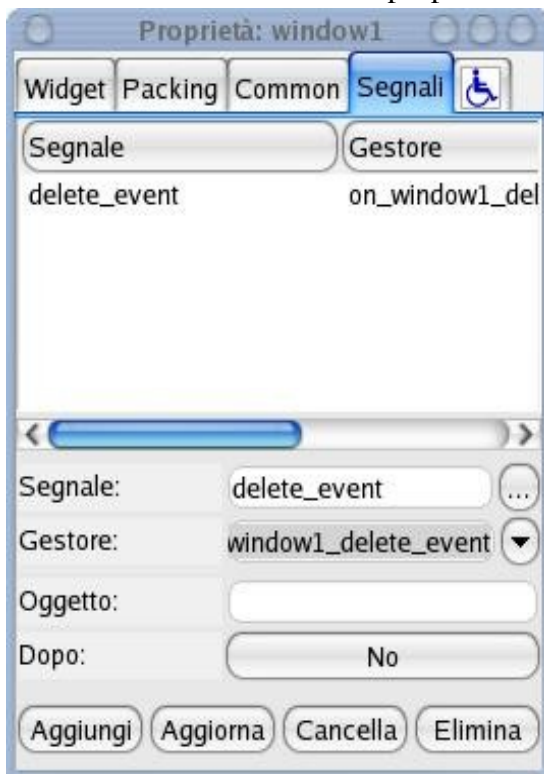 Proprietà: window1
Widget Packing Common Segnali
Segnale Gestore
delete_event on_window1_del
Segnale: delete_event ...
Gestore: window1_delete_event
Oggetto:
Dopo: No
Aggiungi Aggiorna Cancella Elimina